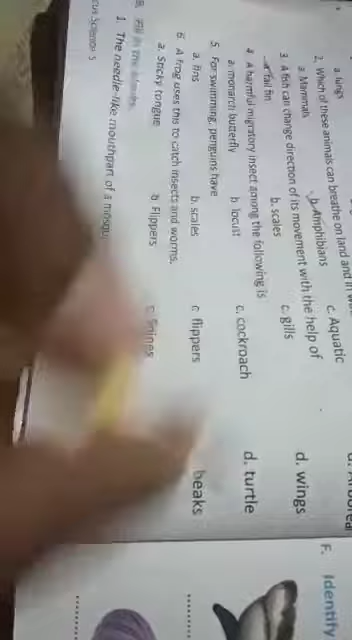 a. lungs
2. Which of these animals can breathe on land and in
a. Mammals b. Amphibians c. Aquatic
3. A fish can change direction of its movement with the help of
a. tail fin b. scales c. gills d. wings
4. A harmful migratory insect among the following is
a. monarch butterfly b. locust c. cockroach d. turtle
5. For swimming, penguins have
a. fins b. scales c. flippers beaks
6. A frog uses this to catch insects and worms.
a. Sticky tongue b. Flippers c. Spines
B. Fill in the blanks.
1. The needle-like mouthpart of a
Science 5
F. Identify